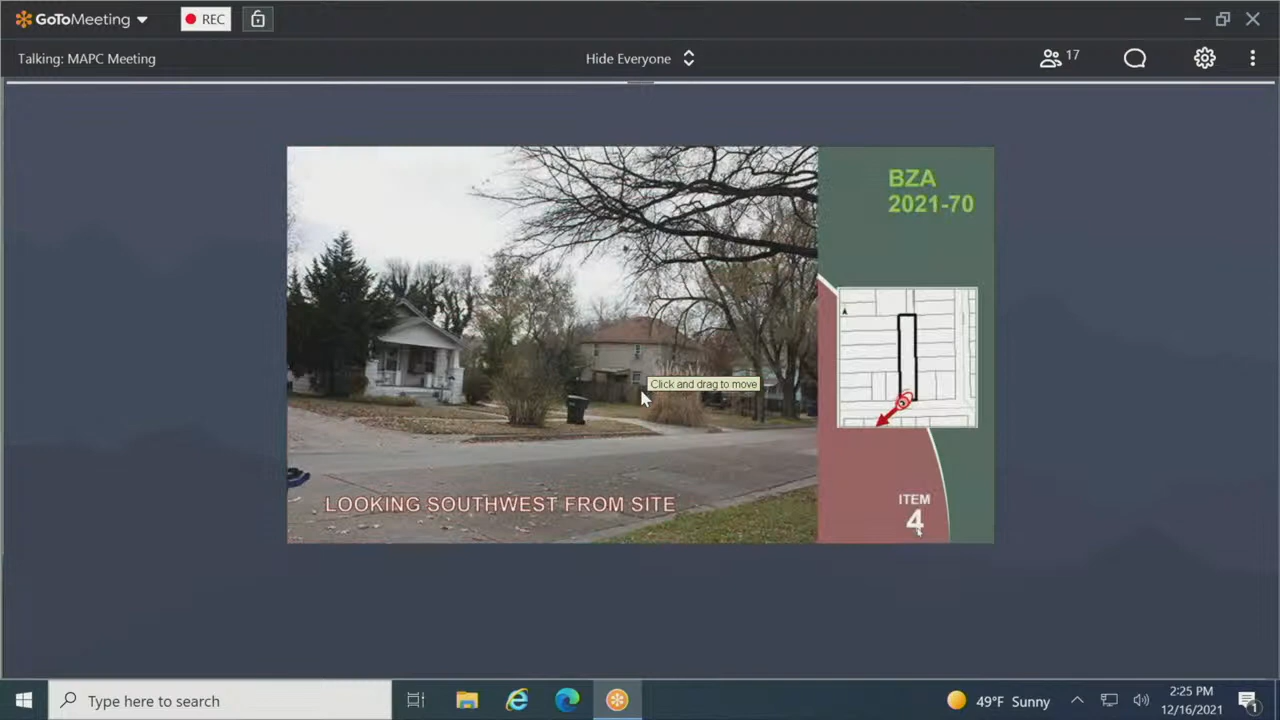 GoToMeeting
REC
Talking: MAPC Meeting
Hide Everyone
17
BZA
2021-70
Click and drag to move
LOOKING SOUTHWEST FROM SITE
ITEM
4
Type here to search
49°F Sunny
2:25 PM
12/16/2021
1